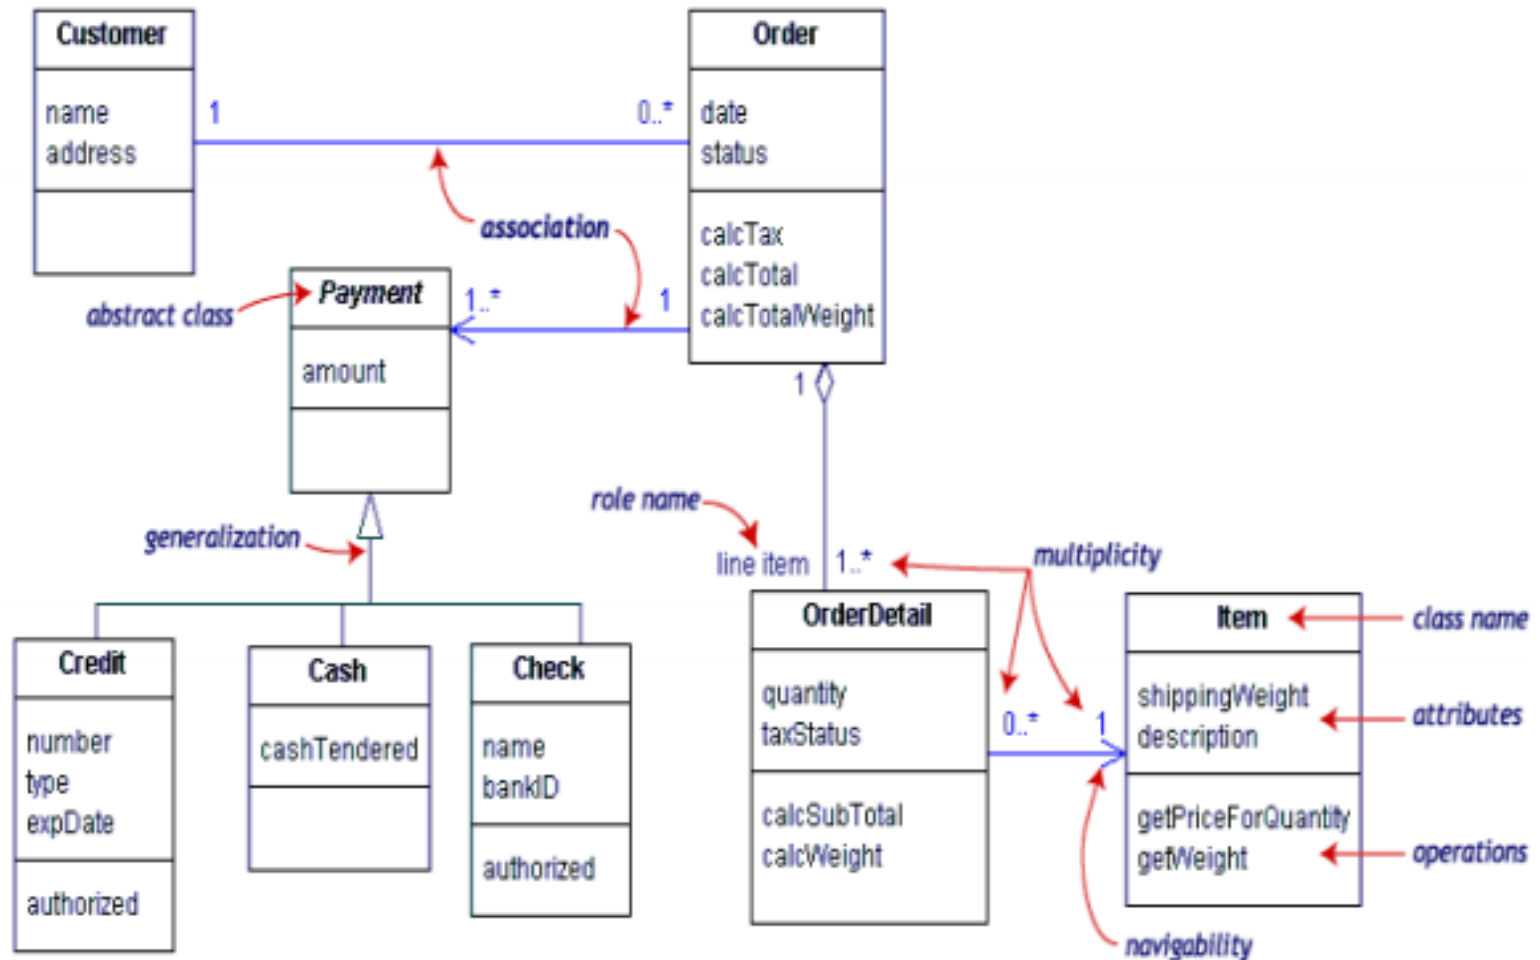 Customer
name
address
1
0..*
Order
date
status
calcTax
calcTotal
calcTotalWeight
association
abstract class
Payment
amount
1..*
1
1
generalization
role name
line item
1..*
multiplicity
Credit
number
type
expDate
authorized
Cash
cashTendered
Check
name
bankID
authorized
OrderDetail
quantity
taxStatus
calcSubTotal
calcWeight
0..*
1
Item
shippingWeight
description
getPriceForQuantity
getWeight
class name
attributes
operations
navigability